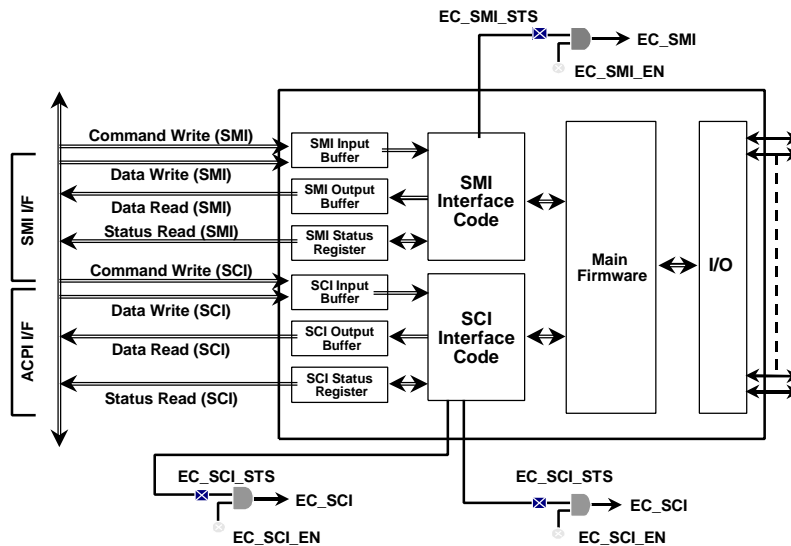 EC_SMI_STS
EC_SMI
EC_SMI_EN
SMI I/F
ACPI I/F
Command Write (SMI)
Data Write (SMI)
Data Read (SMI)
Status Read (SMI)
Command Write (SCI)
Data Write (SCI)
Data Read (SCI)
Status Read (SCI)
SMI Input
Buffer
SMI Output
Buffer
SMI Status
Register
SCI Input
Buffer
SCI Output
Buffer
SCI Status
Register
SMI
Interface
Code
SCI
Interface
Code
Main
Firmware
I/O
EC_SCI_STS
EC_SCI
EC_SCI_EN
EC_SCI_STS
EC_SCI
EC_SCI_EN